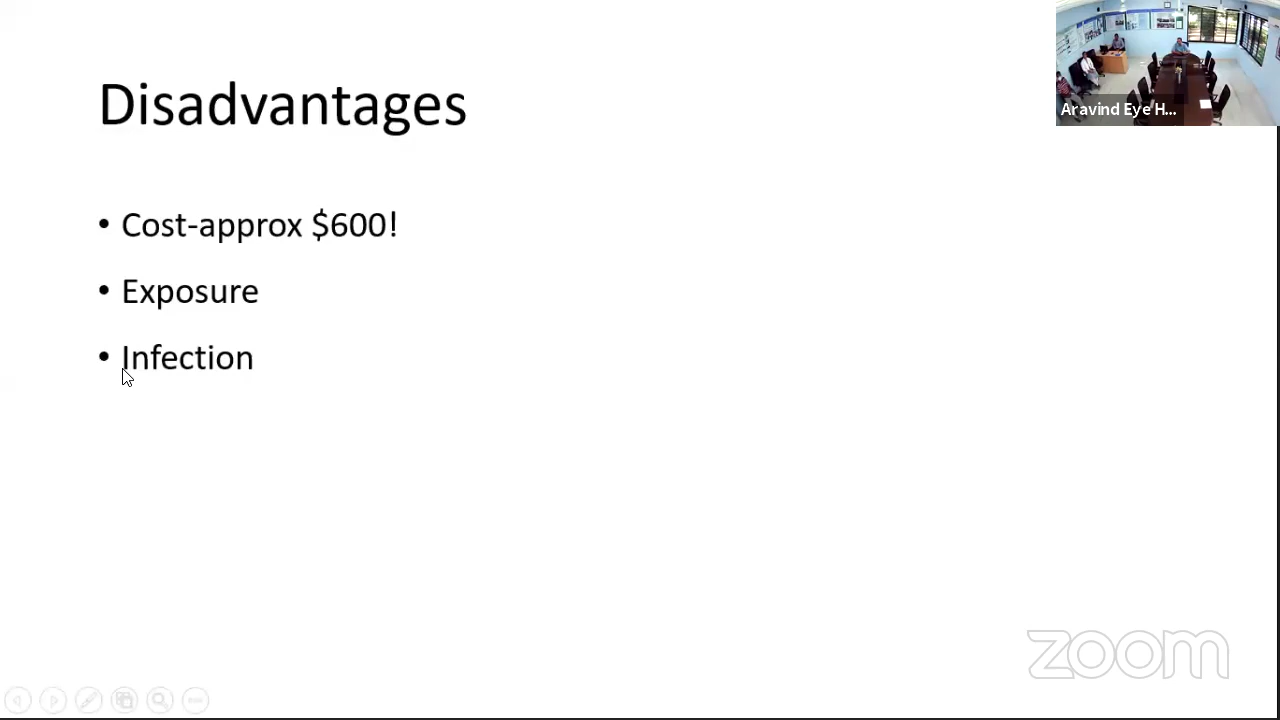 Disadvantages
Aravind Eye H...
• Cost-approx $600!
• Exposure
• Infection
zoom